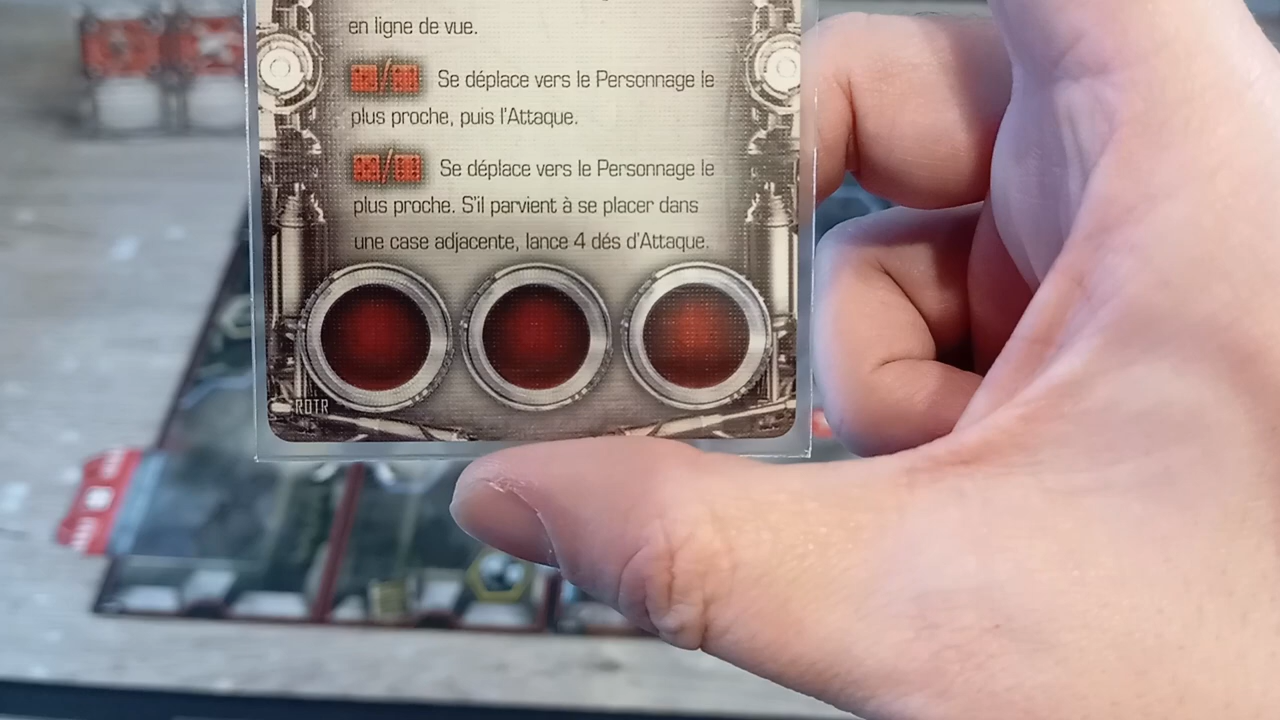 en ligne de vue.
Se déplace vers le Personnage le
plus proche, puis l'Attaque.
Se déplace vers le Personnage le
plus proche. S'il parvient à se placer dans
une case adjacente, lance 4 dés d'Attaque.
RDTR